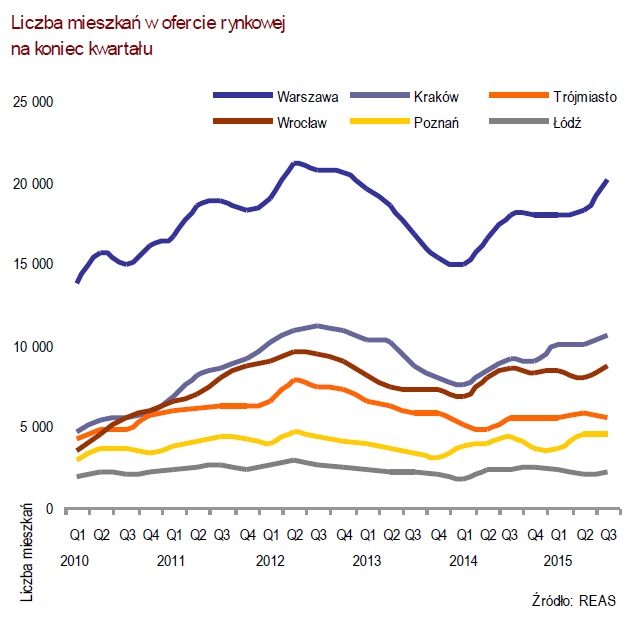 Liczba mieszkań w ofercie rynkowej
na koniec kwartału
25 000
Warszawa Kraków Trójmiasto
Wrocław Poznań Łódź
20 000
15 000
10 000
5 000
0
Q1 Q2 Q3 Q4 Q1 Q2 Q3 Q4 Q1 Q2 Q3 Q4 Q1 Q2 Q3 Q4 Q1 Q2 Q3 Q4 Q1 Q2 Q3
2010 2011 2012 2013 2014 2015
Liczba mieszkań
Źródło: REAS